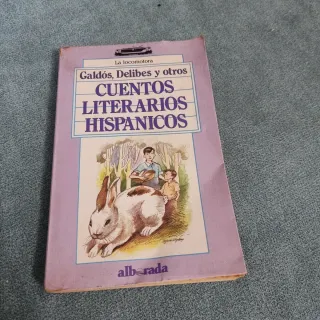 La locomotora
Galdós, Delibes y otros
CUENTOS
LITERARIOS
HISPANICOS
alborada